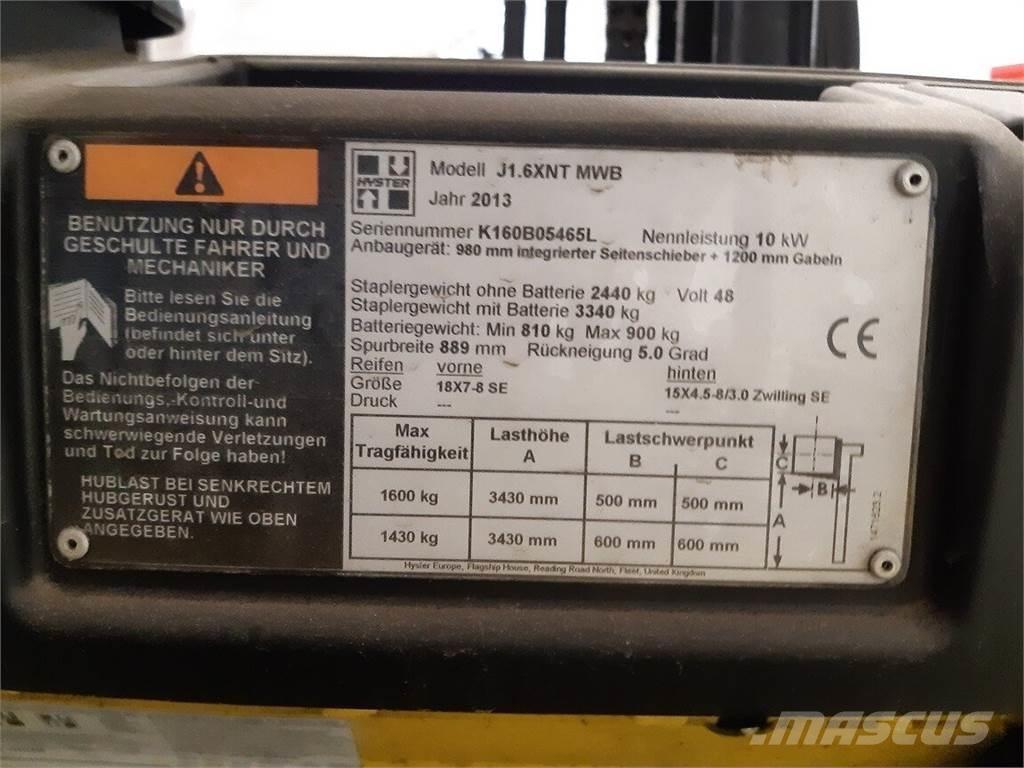 BENUTZUNG NUR DURCH
GESCHULTE FAHRER UND
MECHANIKER
Bitte lesen Sie die
Bedienungsanleitung
(befindet sich unter
oder hinter dem Sitz).
Das Nichtbefolgen der
Bedienungs,-Kontroll-und
Wartungsanweisung kann
schwerwiegende Verletzungen
und Tod zur Folge haben!
HUBLAST BEI SENKRECHTEM
HUBGERUST UND
ZUSATZGERAT WIE OBEN
ANGEGEBEN.
HYSTER
Modell J1.6XNT MWB
Jahr 2013
Seriennummer K160B05465L Nennleistung 10 kW
Anbaugerät: 980 mm integrierter Seitenschieber + 1200 mm Gabeln
Staplergewicht ohne Batterie 2440 kg Volt 48
Staplergewicht mit Batterie 3340 kg
Batteriegewicht: Min 810 kg Max 900 kg
Spurbreite 889 mm Rückneigung 5.0 Grad
Reifen vorne hinten
Größe 18X7-8 SE 15X4.5-8/3.0 Zwilling SE
Druck --- ---
CE
Max Tragfähigkeit Lasthöhe A Lastschwerpunkt B C
1600 kg 3430 mm 500 mm 500 mm
1430 kg 3430 mm 600 mm 600 mm
C B A
1471523.2
Hyster Europe, Flagship House, Reading Road North, Fleet, United Kingdom
MASCUS